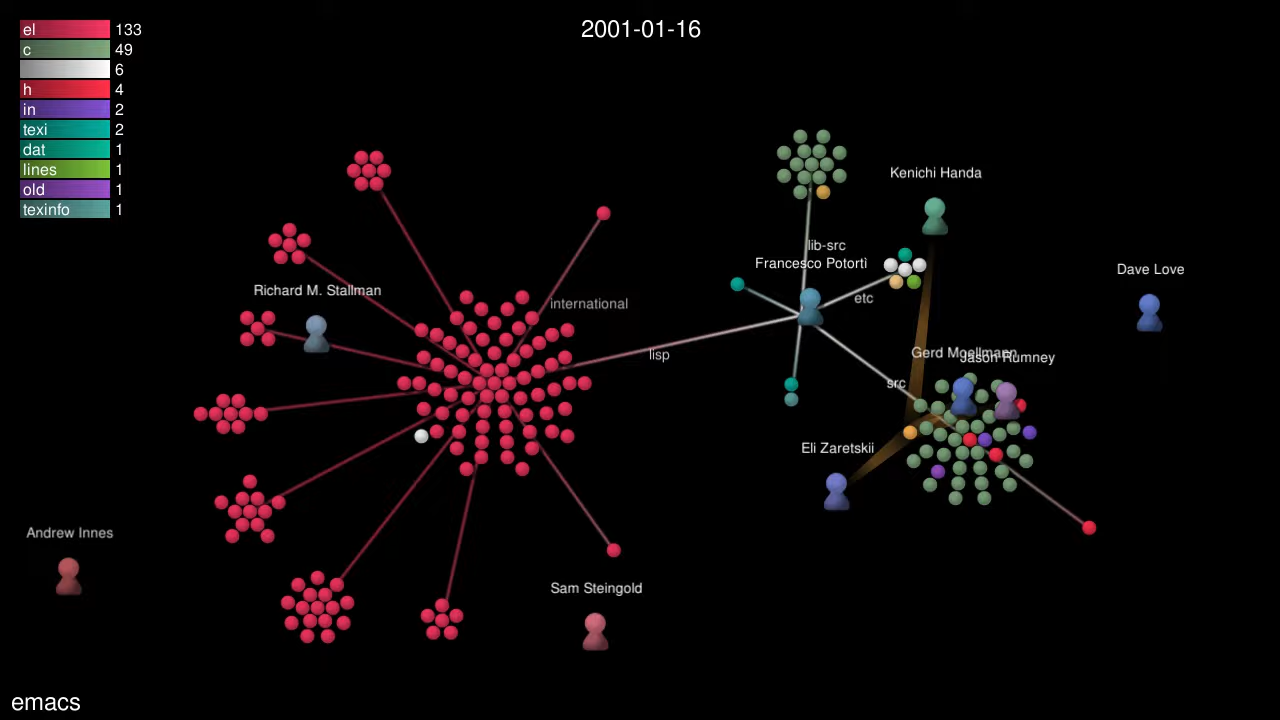 2001-01-16
el 133
c 49
6
h 4
in 2
texi 2
dat 1
lines 1
old 1
texinfo 1
Kenichi Handa
lib-src
Francesco Potortì
Dave Love
Richard M. Stallman
etc
international
lisp
Gerd Moellmann
Jason Rumney
src
Eli Zaretskii
Andrew Innes
Sam Steingold
emacs